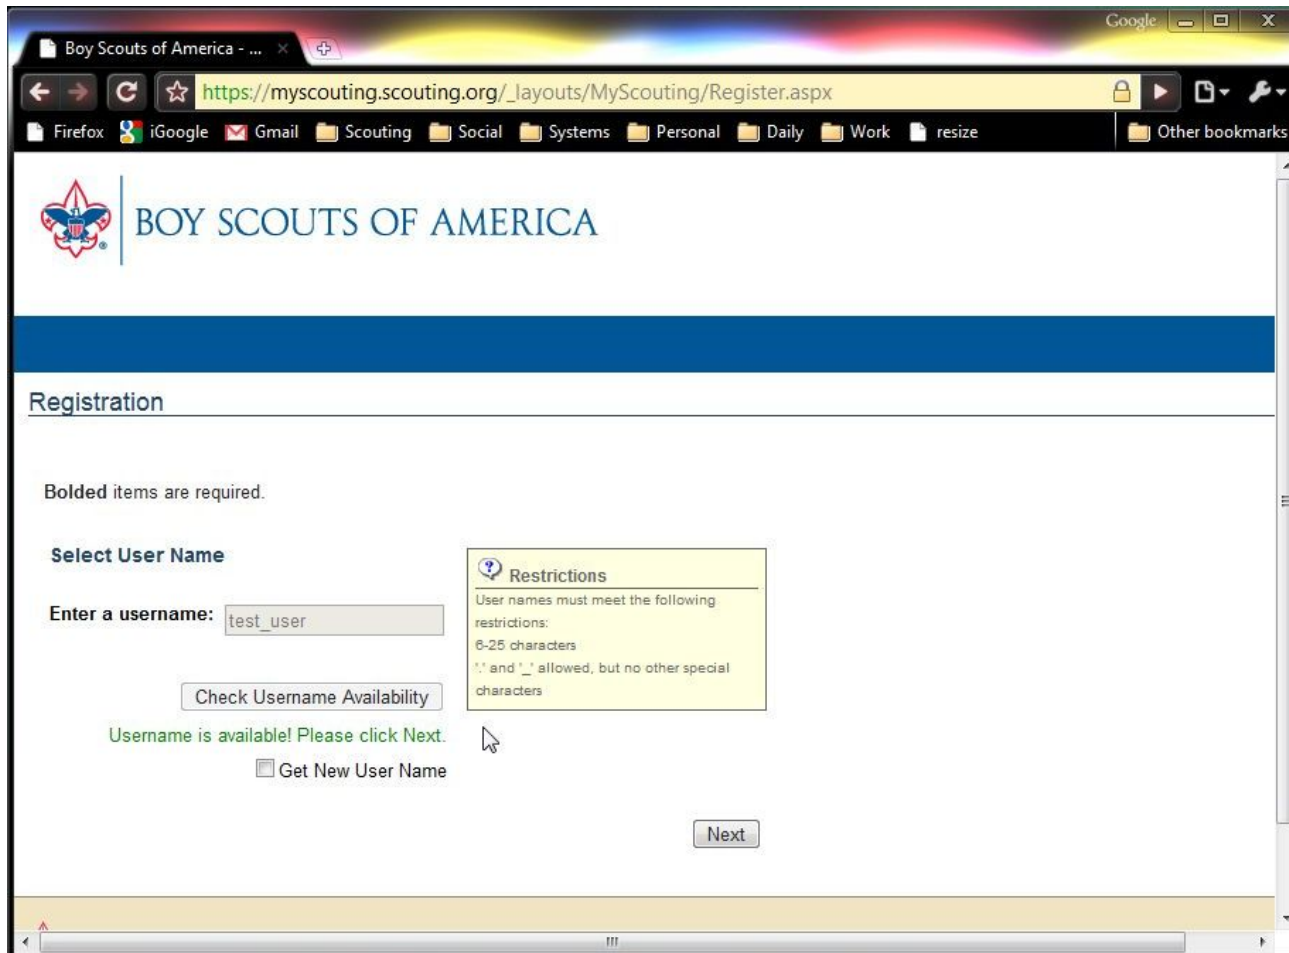 Google
Boy Scouts of America - ...
https://myscouting.scouting.org/_layouts/MyScouting/Register.aspx
Firefox iGoogle Gmail Scouting Social Systems Personal Daily Work resize Other bookmarks
BOY SCOUTS OF AMERICA
Registration
Bolded items are required.
Select User Name
Enter a username: test_user
Check Username Availability
Username is available! Please click Next.
Get New User Name
Restrictions
User names must meet the following
restrictions:
6-25 characters
'.' and '_' allowed, but no other special
characters
Next